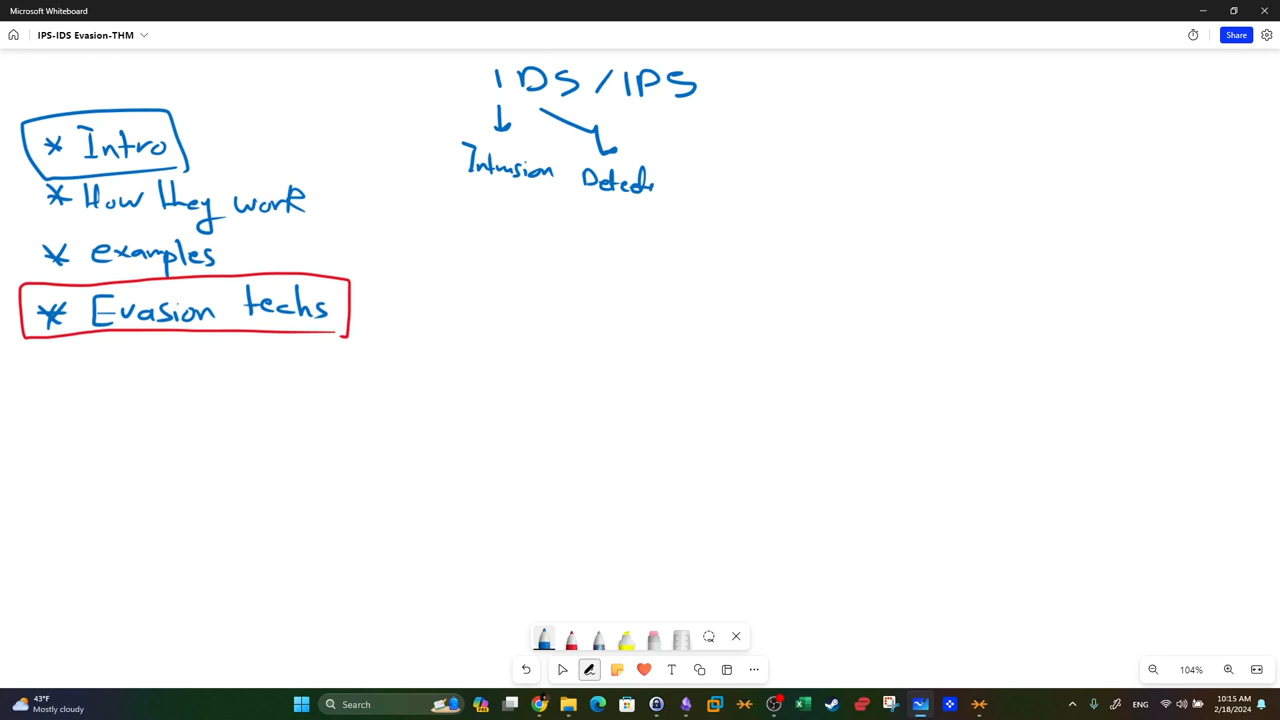 Microsoft Whiteboard
IPS-IDS Evasion-THM
Share
IDS/IPS
Intrusion
* Intro
* How they work
* examples
* Evasion techs
104%
43°F
Mostly cloudy
Search
ENG
10:15 AM
2/18/2024